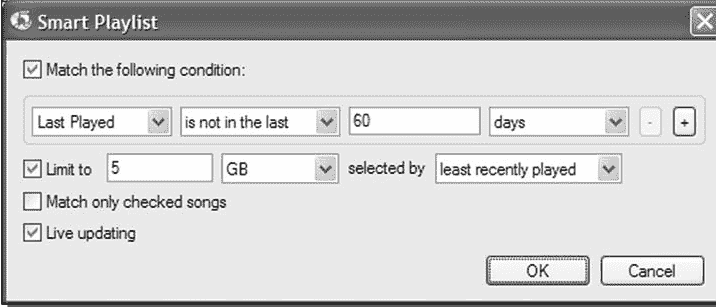 Smart Playlist
Match the following condition:
Last Played is not in the last 60 days - +
Limit to 5 GB selected by least recently played
Match only checked songs
Live updating
OK Cancel